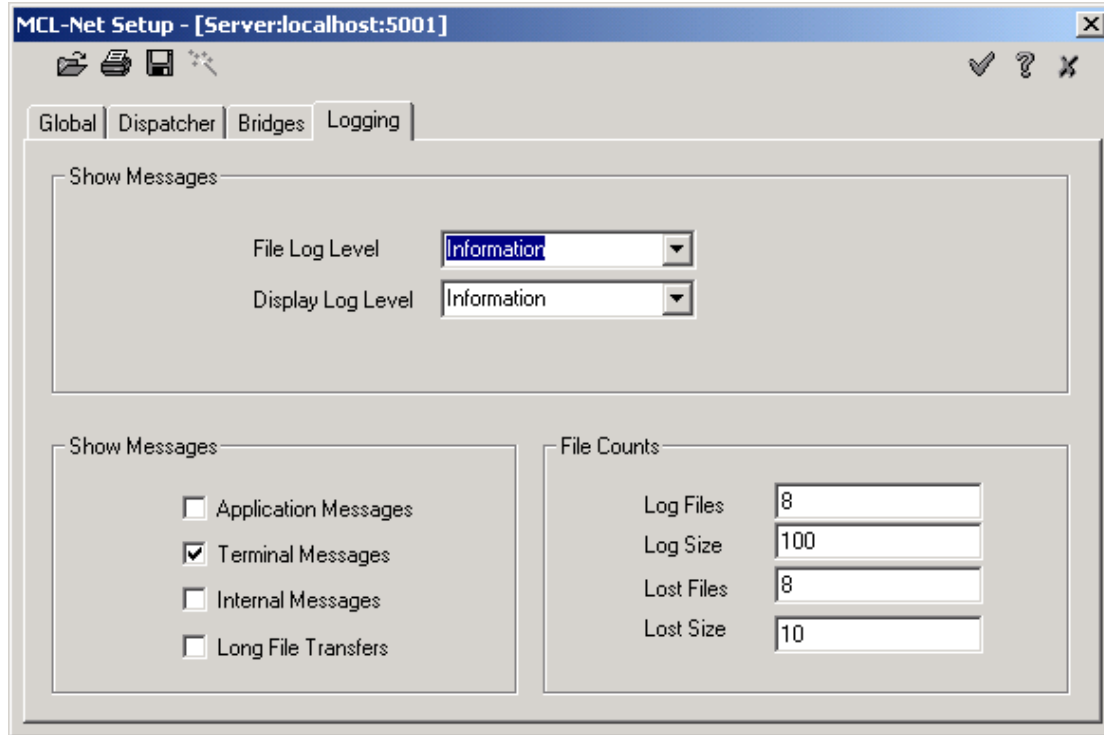 MCL-Net Setup - [Server:localhost:5001]
Global Dispatcher Bridges Logging
Show Messages
File Log Level Information
Display Log Level Information
Show Messages
Application Messages
Terminal Messages
Internal Messages
Long File Transfers
File Counts
Log Files 8
Log Size 100
Lost Files 8
Lost Size 10